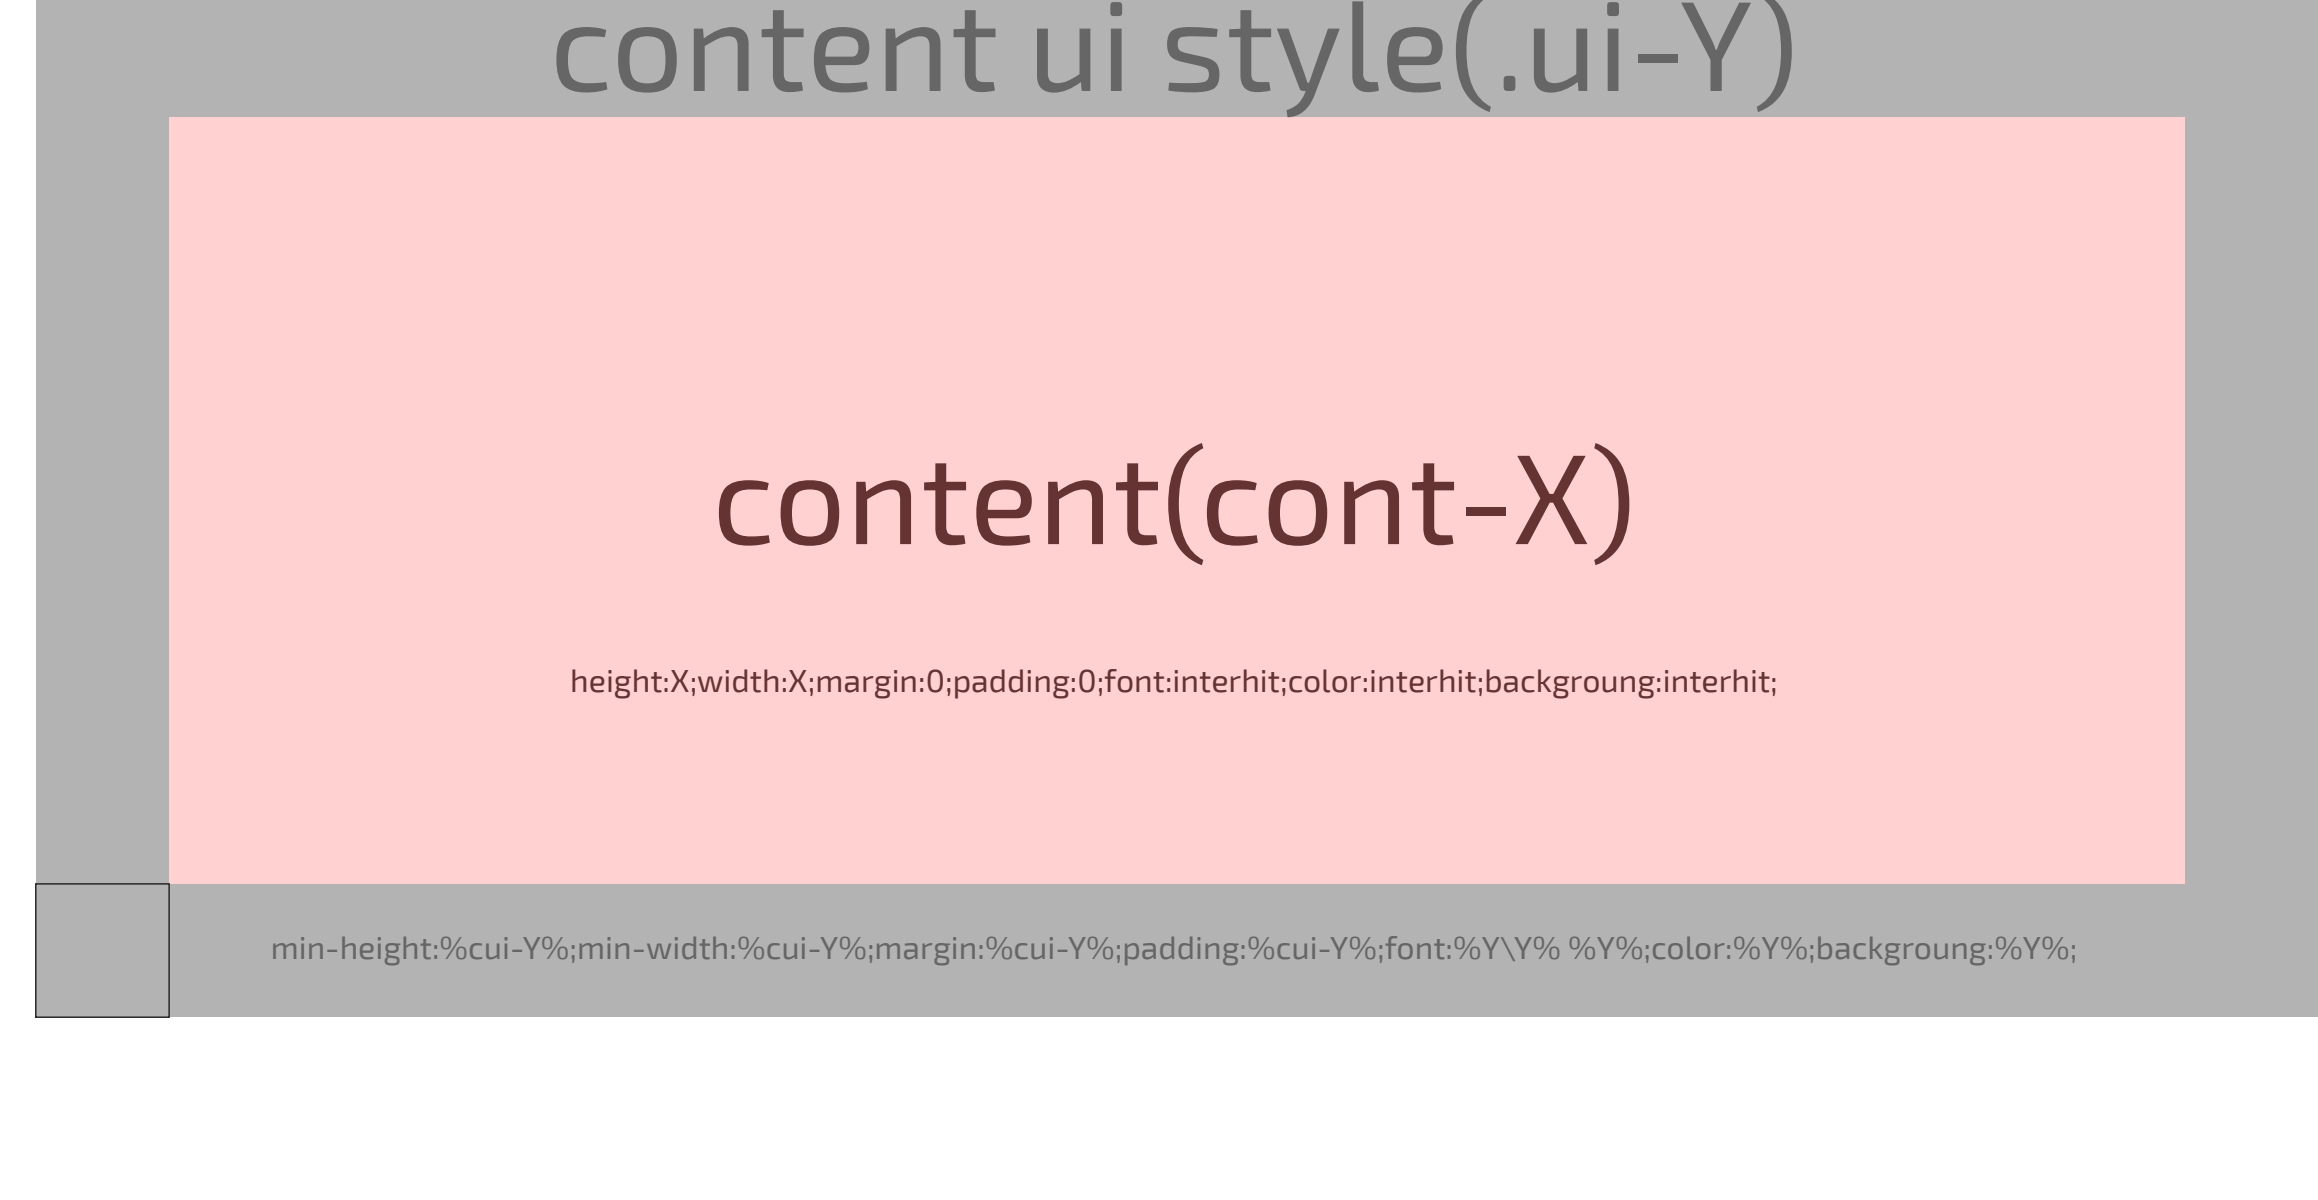 content ui style(.ui-Y)
content(cont-X)
height:X;width:X;margin:0;padding:0;font:interhit;color:interhit;backgroung:interhit;
min-height:%cui-Y%;min-width:%cui-Y%;margin:%cui-Y%;padding:%cui-Y%;font:%Y\Y% %Y%;color:%Y%;backgroung:%Y%;